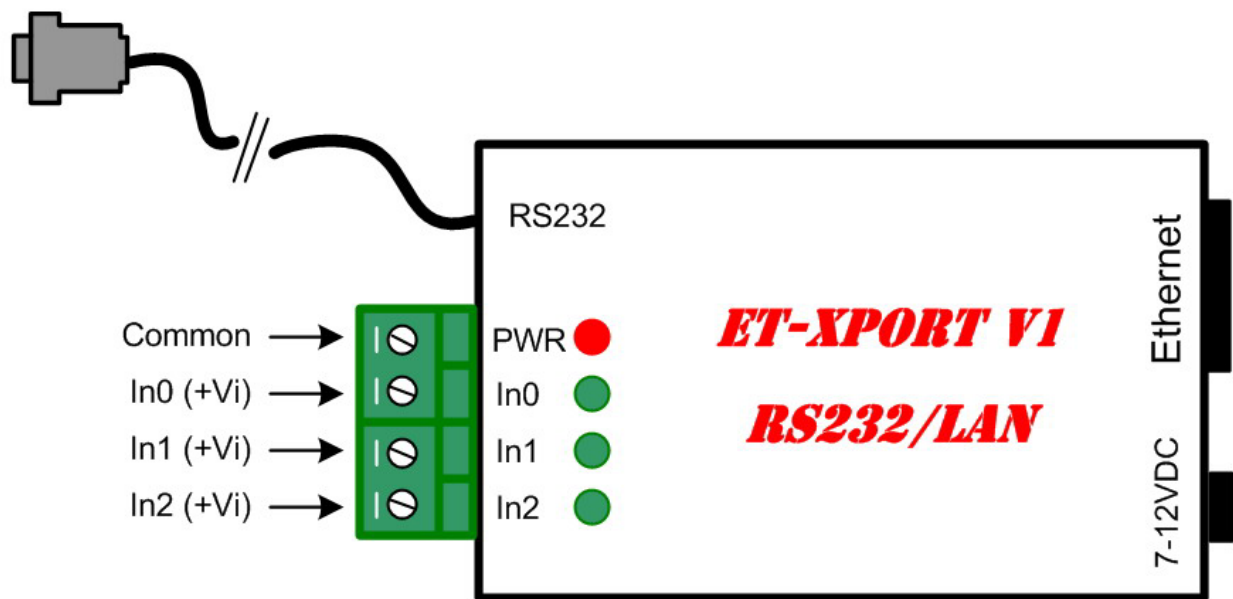 RS232
Common
PWR
In0 (+Vi)
In0
In1 (+Vi)
In1
In2 (+Vi)
In2
ET-XPORT V1
RS232/LAN
Ethernet
7-12VDC